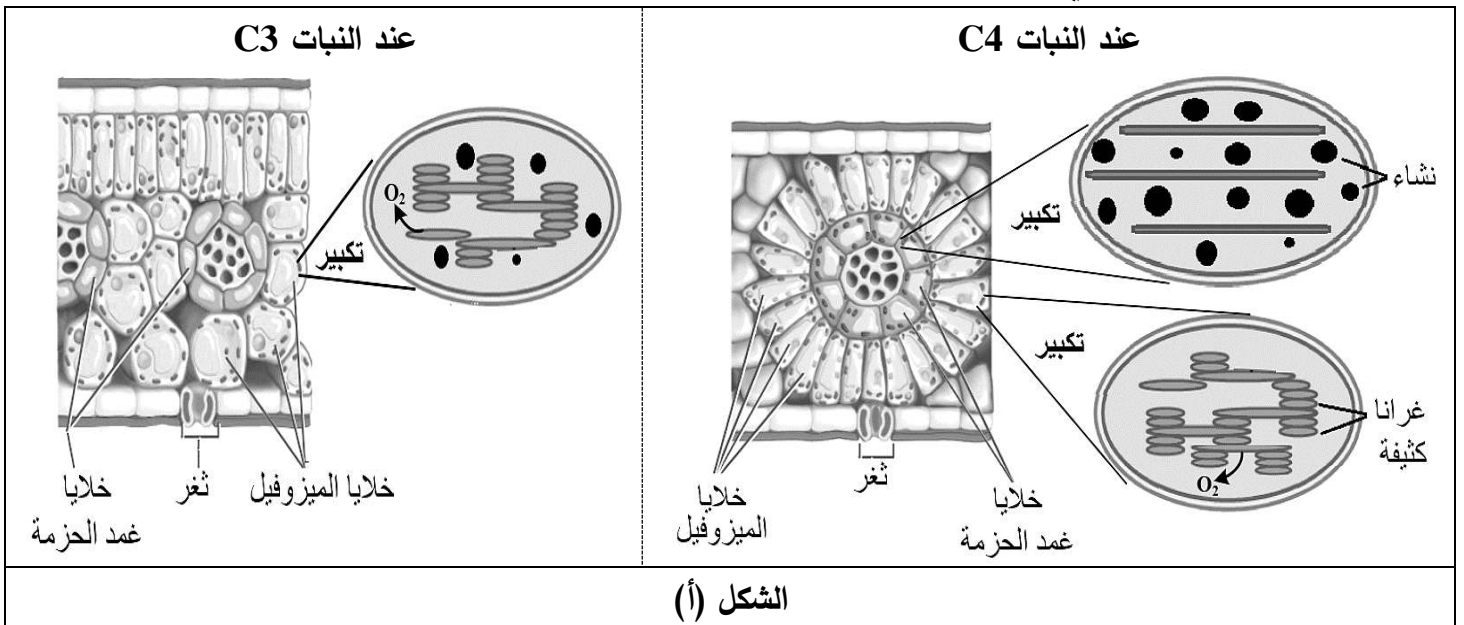 عند النبات C4
عند النبات C3
نشاء
تكبير
O₂
تكبير
تكبير
غرانا
كثيفة
O₂
ثغر
خلايا
الميزوفيل
خلايا
غمد الحزمة
خلايا الميزوفيل
ثغر
خلايا
غمد الحزمة
الشكل (أ)